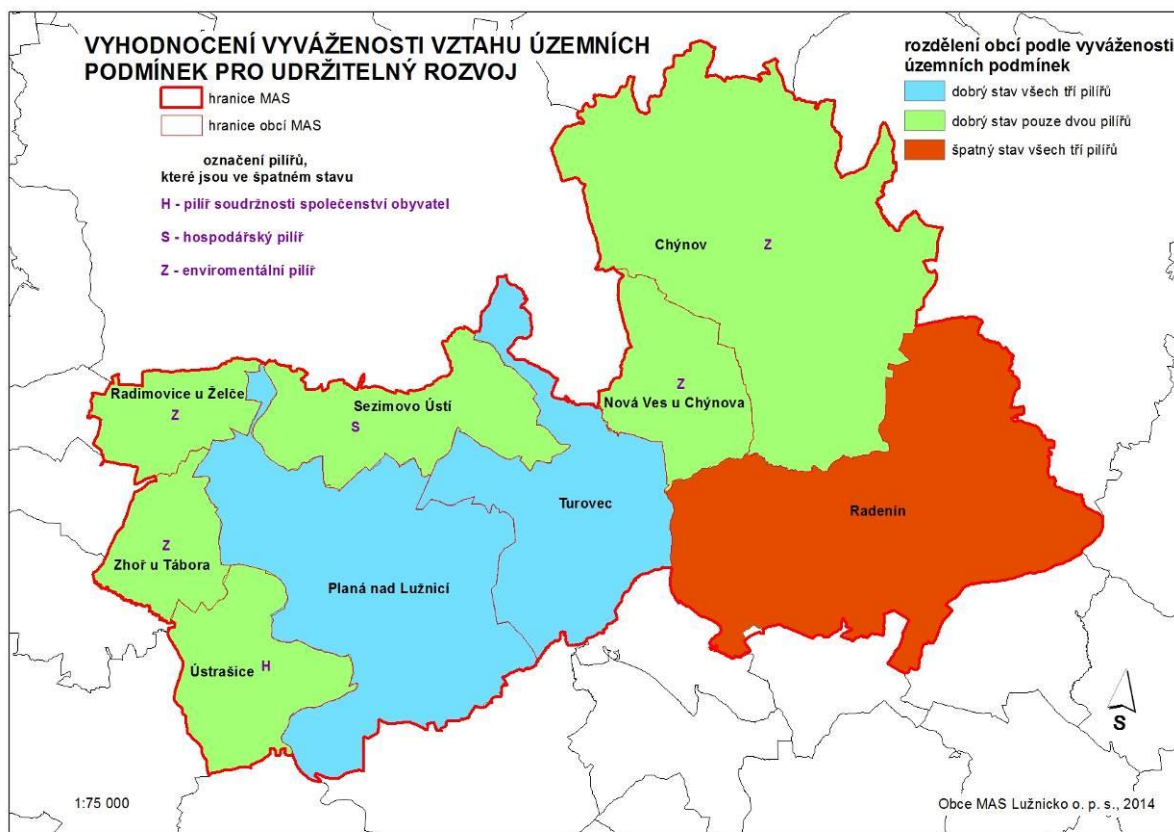 VYHODNOCENÍ VYVÁŽENOSTI VZTAHU ÚZEMNÍCH
PODMÍNEK PRO UDRŽITELNÝ ROZVOJ
hranice MAS
hranice obcí MAS
označení pilířů,
které jsou ve špatném stavu
H - pilíř soudržnosti společenství obyvatel
S - hospodářský pilíř
Z - enviromentální pilíř
rozdělení obcí podle vyváženosti
územních podmínek
dobrý stav všech tří pilířů
dobrý stav pouze dvou pilířů
špatný stav všech tří pilířů
Chýnov Z
Z
Nová Ves u Chýnova
Radimovice u Želče
Z
Sezimovo Ústí
S
Turovec
Radenín
Z
Zhoř u Tábora
Planá nad Lužnicí
Ústrašice H
S
1:75 000
Obce MAS Lužnicko o. p. s., 2014